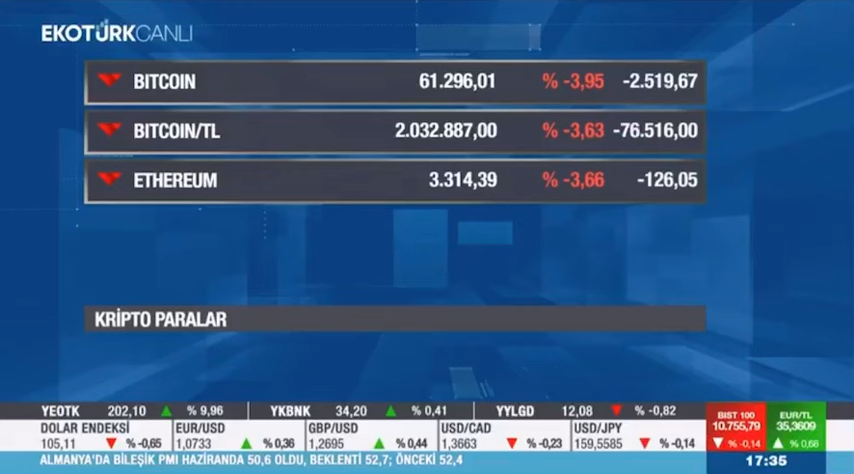 EKOTÜRK CANLI
BITCOIN 61.296,01 % -3,95 -2.519,67
BITCOIN/TL 2.032.887,00 % -3,63 -76.516,00
ETHEREUM 3.314,39 % -3,66 -126,05
KRİPTO PARALAR
YEOTK 202,10 % 9,96 YKBNK 34,20 % 0,41 YYLGD 12,08 % -0,82
DOLAR ENDEKSİ EUR/USD GBP/USD USD/CAD USD/JPY
105,11 % -0,65 1,0733 % 0,36 1,2695 % 0,44 1,3663 % -0,23 159,5585 % -0,14
BIST 100 EUR/TL
10.755,79 35,3609
% -0,14 % 0,68
ALMANYA'DA BİLEŞİK PMI HAZİRANDA 50,6 OLDU, BEKLENTİ 52,7; ÖNCEKİ 52,4
17:35